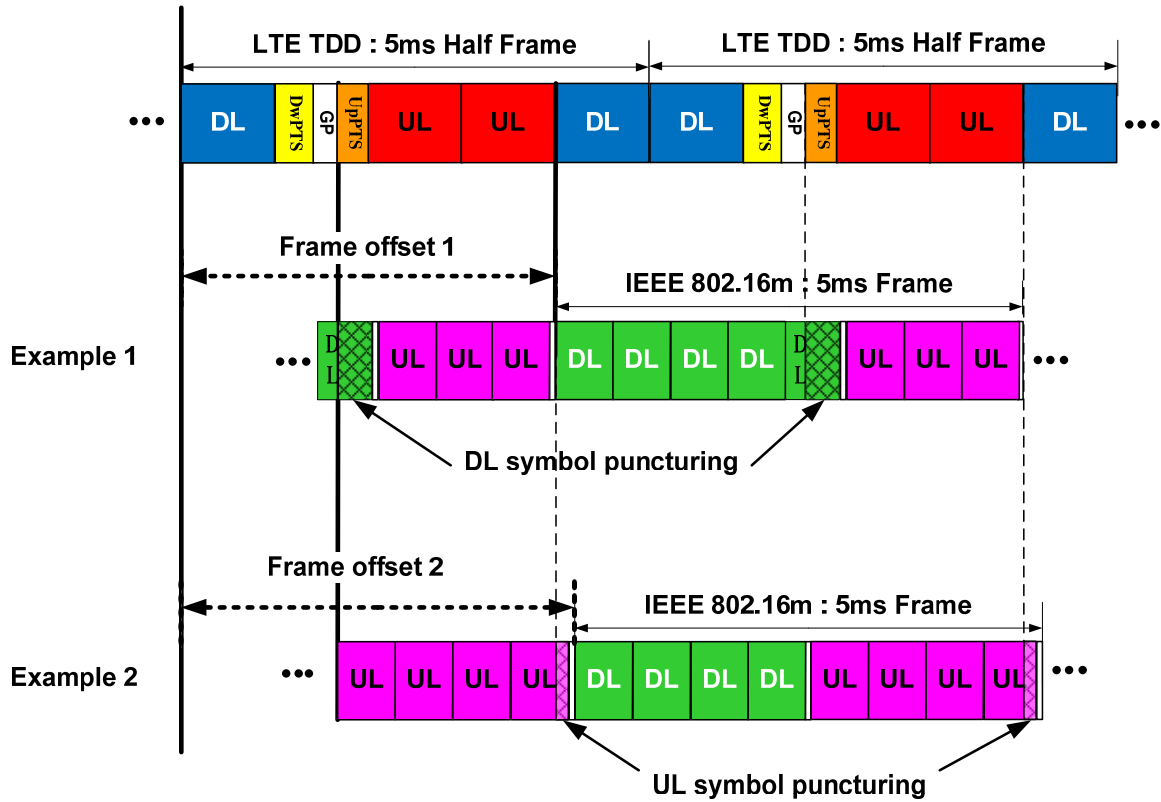 LTE TDD : 5ms Half Frame LTE TDD : 5ms Half Frame
••• DL DwPTS GP UpPTS UL UL DL DL DwPTS GP UpPTS UL UL DL •••
Frame offset 1
IEEE 802.16m : 5ms Frame
Example 1 ••• DL UL UL UL DL DL DL DL DL UL UL UL •••
DL symbol puncturing
Frame offset 2
IEEE 802.16m : 5ms Frame
Example 2 ••• UL UL UL UL DL DL DL DL UL UL UL UL •••
UL symbol puncturing